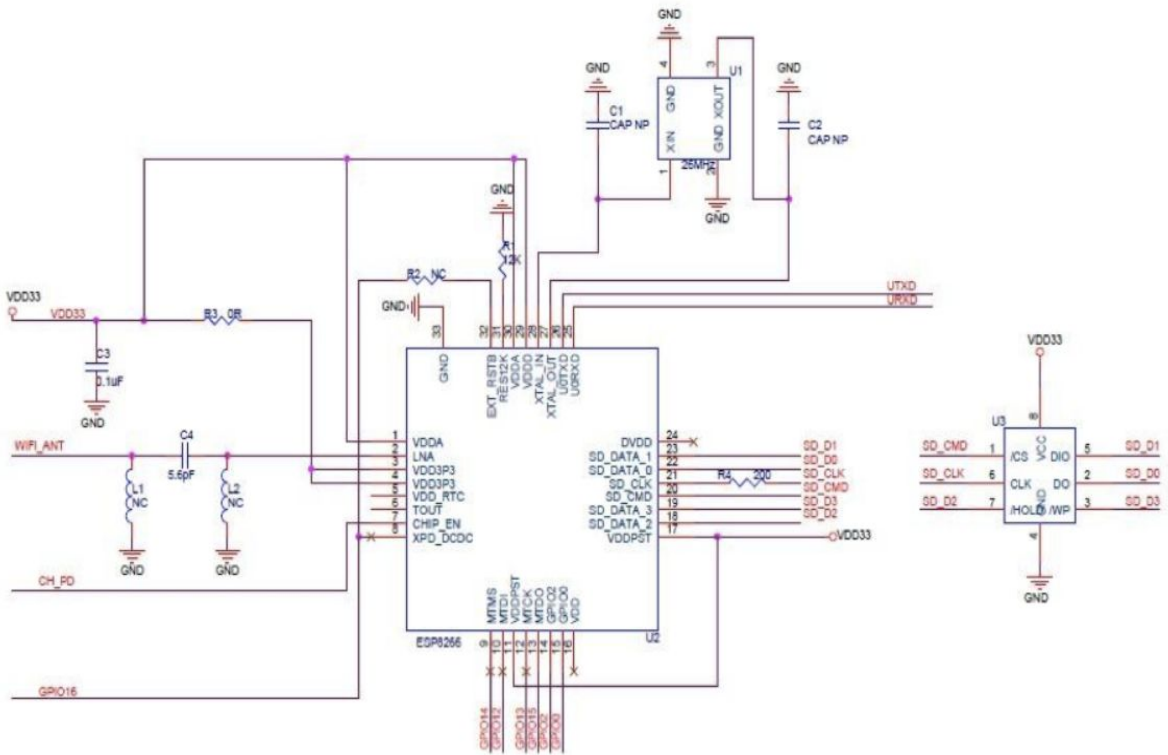 GND
GND
GND
4
3
U1
C1
CAP NP
GND
XOUT
XIN
GND
C2
CAP NP
26MHz
1
2
GND
GND
R1
12K
R2 NC
GND
UTXD
URXD
VDD33
VDD33
R3 0R
C3
0.1uF
GND
33
32
31
30
29
28
27
26
25
GND
EXT_RSTB
RES12K
VDDA
VDDD
XTAL_IN
XTAL_OUT
U0TXD
U0RXD
WIFI_ANT
C4
5.6pF
L1
NC
L2
NC
GND
GND
1 VDDA
2 LNA
3 VDD3P3
4 VDD3P3
5 VDD_RTC
6 TOUT
7 CHIP_EN
8 XPD_DCDC
DVDD 24
SD_DATA_1 23 SD_D1
SD_DATA_0 22 SD_D0
SD_CLK 21 R4 200 SD_CLK
SD_CMD 20 SD_CMD
SD_DATA_3 19 SD_D3
SD_DATA_2 18 SD_D2
VDDPST 17
VDD33
CH_PD
GPIO16
MTMS
MTDI
VDDPST
MTCK
MTDO
GPIO2
GPIO0
VDD
ESP8266
U2
9
10
11
12
13
14
15
16
GPIO14
GPIO12
GPIO13
GPIO15
GPIO2
GPIO0
VDD33
U3
8
VCC
SD_CMD 1 /CS DIO 5 SD_D1
SD_CLK 6 CLK DO 2 SD_D0
SD_D2 7 /HOLD /WP 3 SD_D3
GND
4
GND